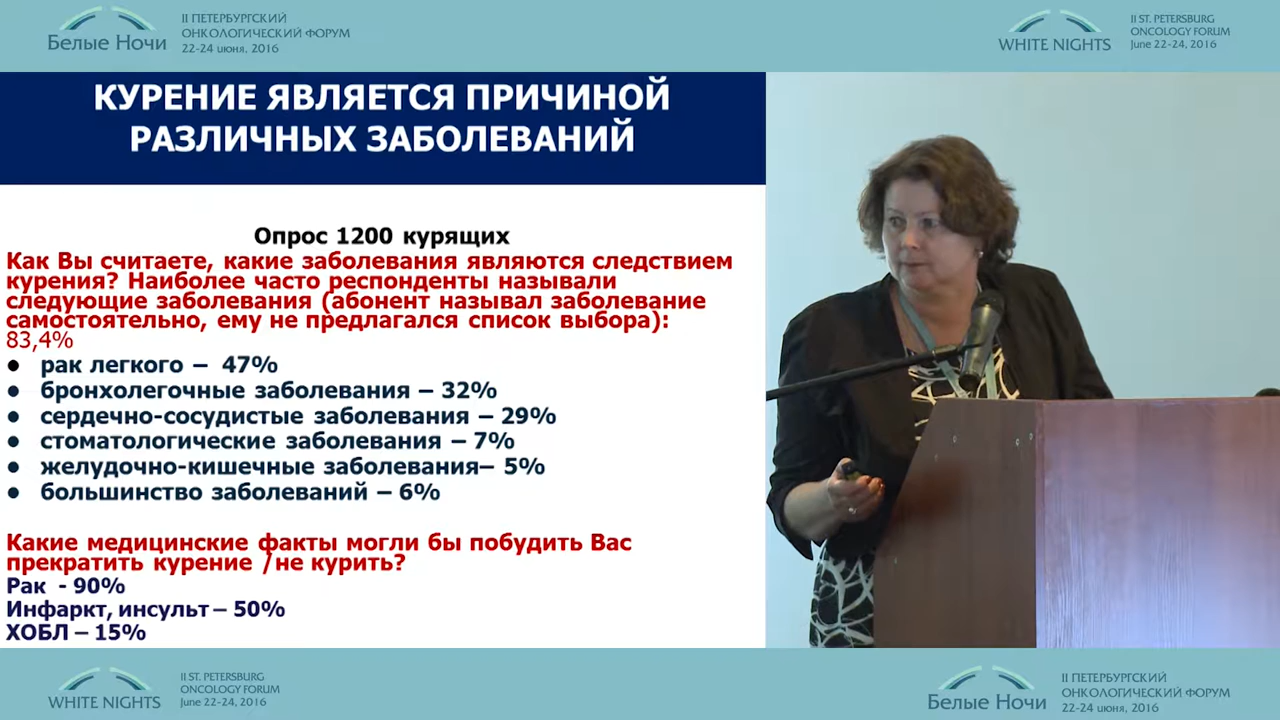 Белые Ночи
II ПЕТЕРБУРГСКИЙ
ОНКОЛОГИЧЕСКИЙ ФОРУМ
22-24 июня, 2016
WHITE NIGHTS
II ST. PETERSBURG
ONCOLOGY FORUM
June 22-24, 2016
КУРЕНИЕ ЯВЛЯЕТСЯ ПРИЧИНОЙ
РАЗЛИЧНЫХ ЗАБОЛЕВАНИЙ
Опрос 1200 курящих
Как Вы считаете, какие заболевания являются следствием
курения? Наиболее часто респонденты называли
следующие заболевания (абонент называл заболевание
самостоятельно, ему не предлагался список выбора):
83,4%
● рак легкого – 47%
● бронхолегочные заболевания – 32%
● сердечно-сосудистые заболевания – 29%
● стоматологические заболевания – 7%
● желудочно-кишечные заболевания– 5%
● большинство заболеваний – 6%
Какие медицинские факты могли бы побудить Вас
прекратить курение /не курить?
Рак - 90%
Инфаркт, инсульт – 50%
ХОБЛ – 15%
WHITE NIGHTS
II ST. PETERSBURG
ONCOLOGY FORUM
June 22-24, 2016
Белые Ночи
II ПЕТЕРБУРГСКИЙ
ОНКОЛОГИЧЕСКИЙ ФОРУМ
22-24 июня, 2016